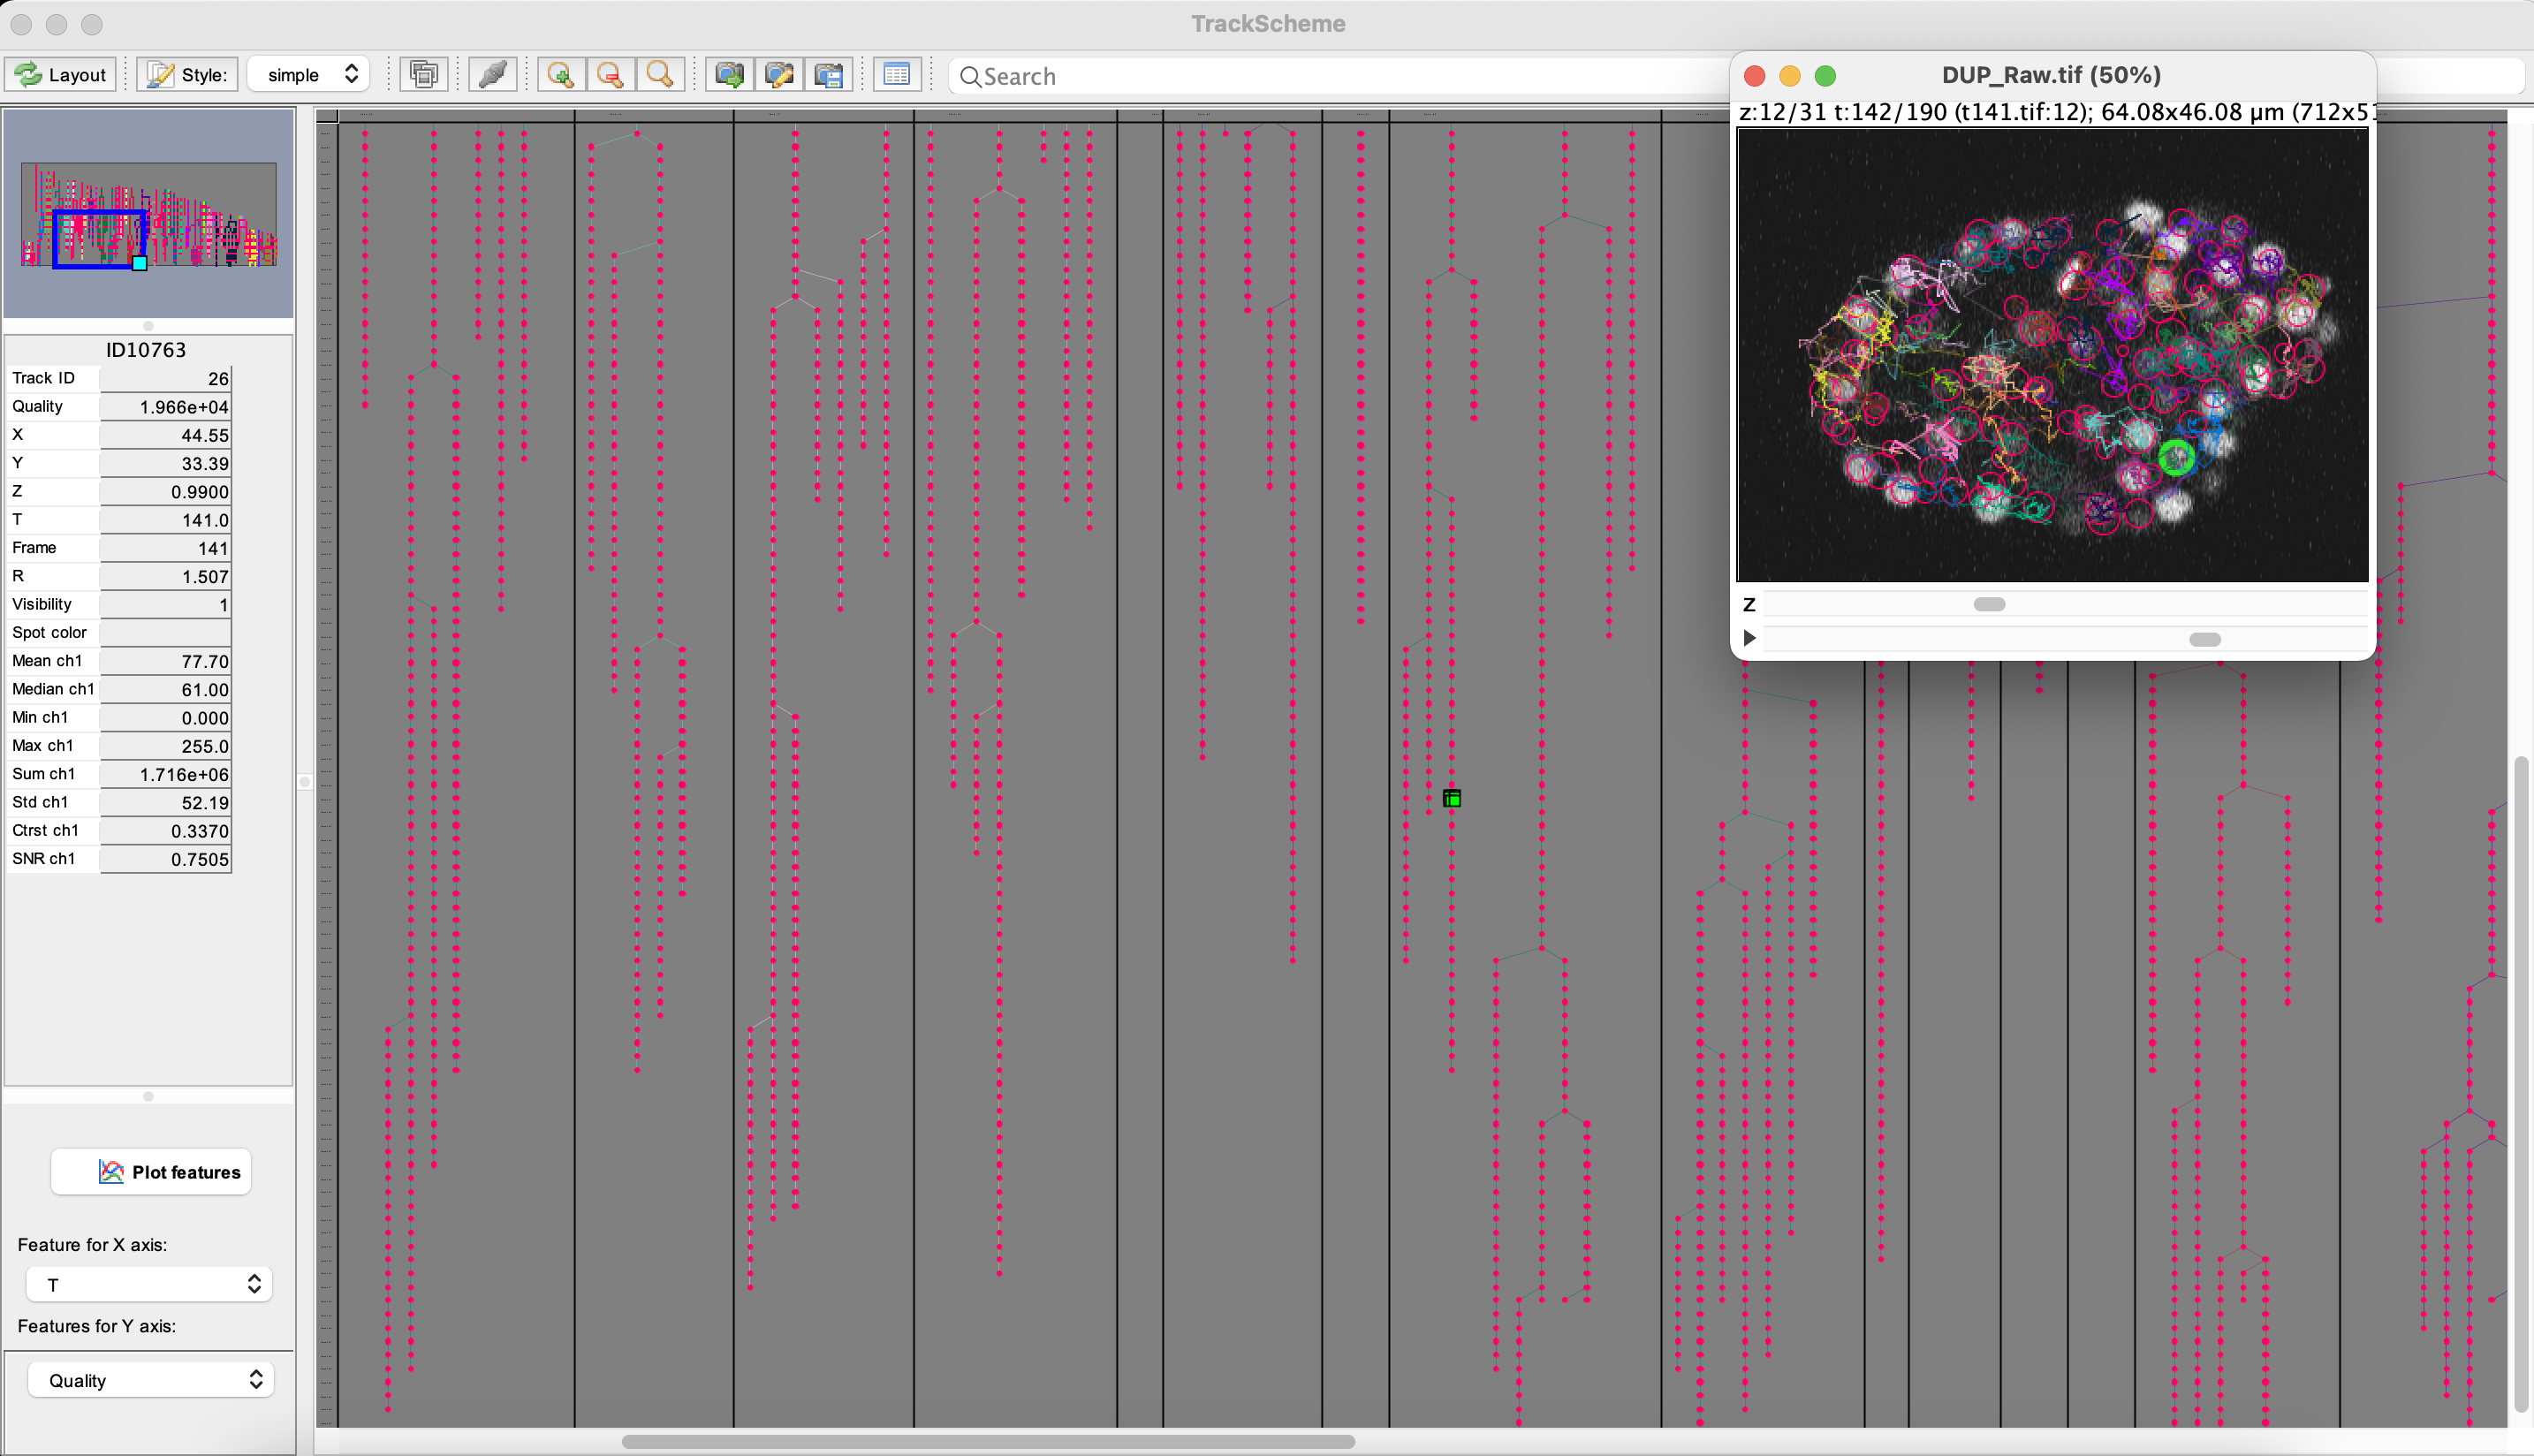 TrackScheme
Layout
Style:
simple
Search
DUP_Raw.tif (50%)
z:12/31 t:142/190 (t141.tif:12); 64.08x46.08 µm (712x51
Z
ID10763
Track ID 26
Quality 1.966e+04
X 44.55
Y 33.39
Z 0.9900
T 141.0
Frame 141
R 1.507
Visibility 1
Spot color
Mean ch1 77.70
Median ch1 61.00
Min ch1 0.000
Max ch1 255.0
Sum ch1 1.716e+06
Std ch1 52.19
Ctrst ch1 0.3370
SNR ch1 0.7505
Plot features
Feature for X axis:
T
Features for Y axis:
Quality